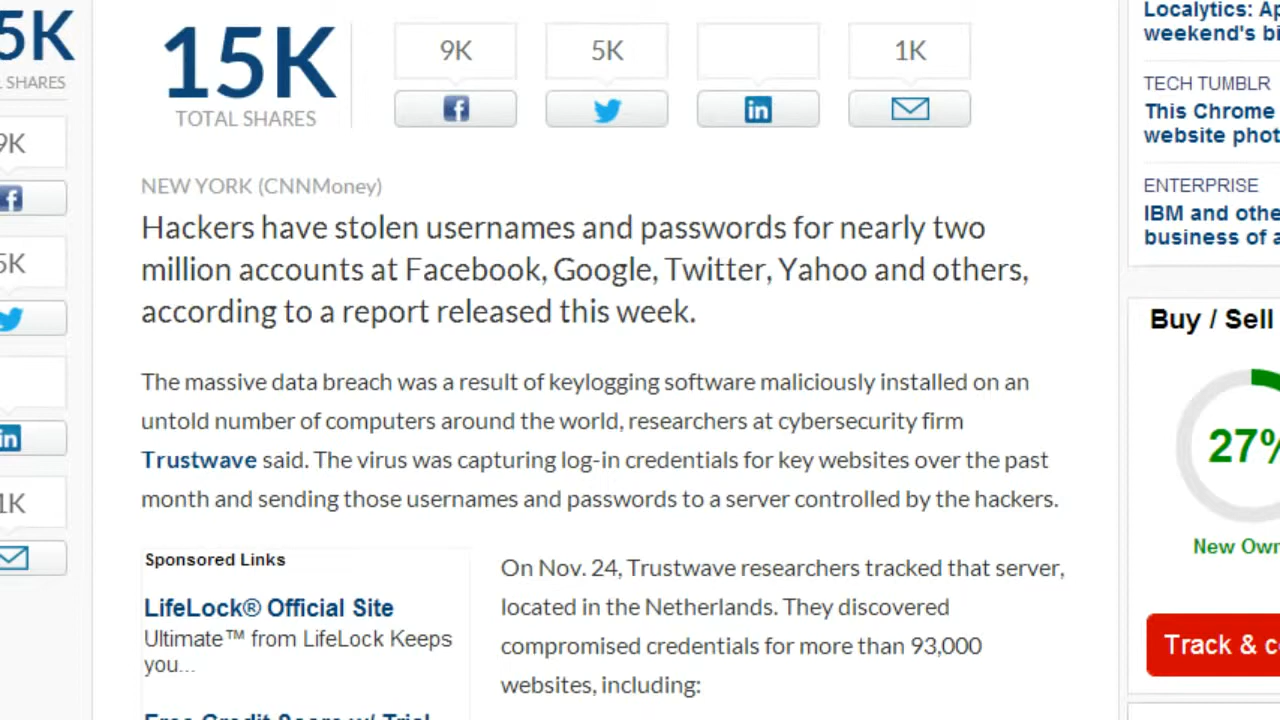 5K
SHARES
9K
5K
1K
15K
TOTAL SHARES
9K
5K
1K
NEW YORK (CNNMoney)
Hackers have stolen usernames and passwords for nearly two
million accounts at Facebook, Google, Twitter, Yahoo and others,
according to a report released this week.
The massive data breach was a result of keylogging software maliciously installed on an
untold number of computers around the world, researchers at cybersecurity firm
Trustwave said. The virus was capturing log-in credentials for key websites over the past
month and sending those usernames and passwords to a server controlled by the hackers.
Sponsored Links
LifeLock® Official Site
Ultimate™ from LifeLock Keeps
you...
Free Credit Score w/ Trial
On Nov. 24, Trustwave researchers tracked that server,
located in the Netherlands. They discovered
compromised credentials for more than 93,000
websites, including:
Localytics: Ap
weekend's bi
TECH TUMBLR
This Chrome
website phot
ENTERPRISE
IBM and othe
business of a
Buy / Sell
27%
New Own
Track & c